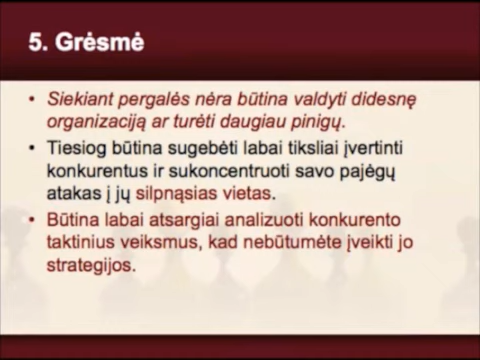 5. Grėsmė
• Siekiant pergalės nėra būtina valdyti didesnę
organizaciją ar turėti daugiau pinigų.
• Tiesiog būtina sugebėti labai tiksliai įvertinti
konkurentus ir sukoncentruoti savo pajėgų
atakas į jų silpnąsias vietas.
• Būtina labai atsargiai analizuoti konkurento
taktinius veiksmus, kad nebūtumėte įveikti jo
strategijos.